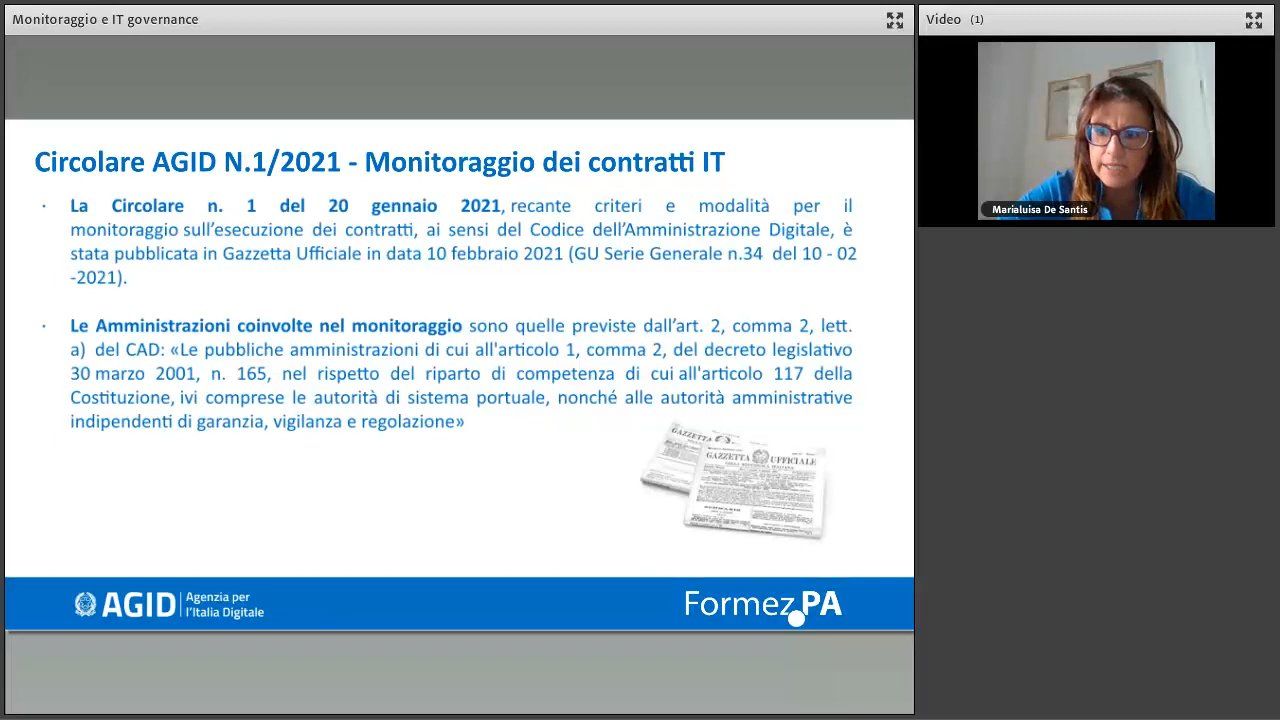 Monitoraggio e IT governance
Video (1)
Marialuisa De Santis
Circolare AGID N.1/2021 - Monitoraggio dei contratti IT
· La Circolare n. 1 del 20 gennaio 2021, recante criteri e modalità per il
monitoraggio sull’esecuzione dei contratti, ai sensi del Codice dell’Amministrazione Digitale, è
stata pubblicata in Gazzetta Ufficiale in data 10 febbraio 2021 (GU Serie Generale n.34 del 10 - 02
-2021).
· Le Amministrazioni coinvolte nel monitoraggio sono quelle previste dall’art. 2, comma 2, lett.
a) del CAD: «Le pubbliche amministrazioni di cui all'articolo 1, comma 2, del decreto legislativo
30 marzo 2001, n. 165, nel rispetto del riparto di competenza di cui all'articolo 117 della
Costituzione, ivi comprese le autorità di sistema portuale, nonché alle autorità amministrative
indipendenti di garanzia, vigilanza e regolazione»
GAZZETTA
GAZZETTA UFFICIALE
AGID Agenzia per
l’Italia Digitale
Formez PA